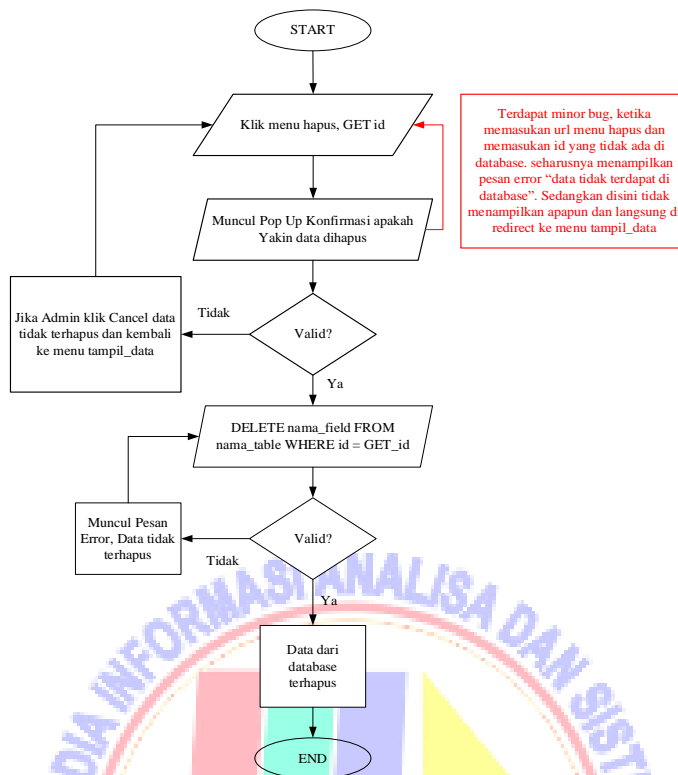 START
Klik menu hapus, GET id
Terdapat minor bug, ketika
memasukan url menu hapus dan
memasukan id yang tidak ada di
database. seharusnya menampilkan
pesan error “data tidak terdapat di
database”. Sedangkan disini tidak
menampilkan apapun dan langsung di
redirect ke menu tampil_data
Muncul Pop Up Konfirmasi apakah
Yakin data dihapus
Jika Admin klik Cancel data
tidak terhapus dan kembali
ke menu tampil_data
Tidak
Valid?
Ya
DELETE nama_field FROM
nama_table WHERE id = GET_id
Muncul Pesan
Error, Data tidak
terhapus
Tidak
Valid?
Ya
Data dari
database
terhapus
END
INFORMASI ANALISA DAN